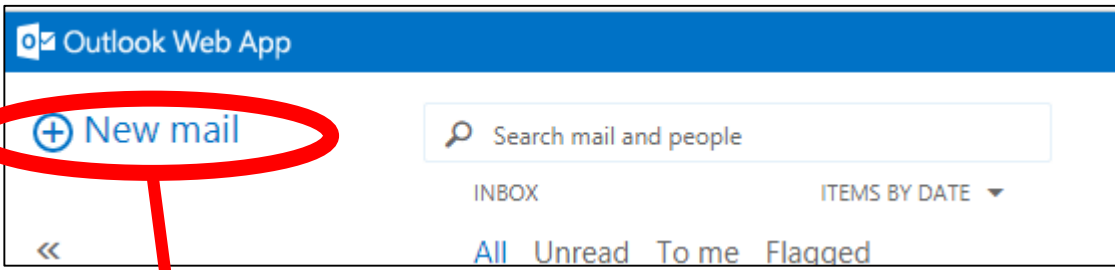 Outlook Web App
New mail
Search mail and people
INBOX ITEMS BY DATE
All Unread To me Flagged